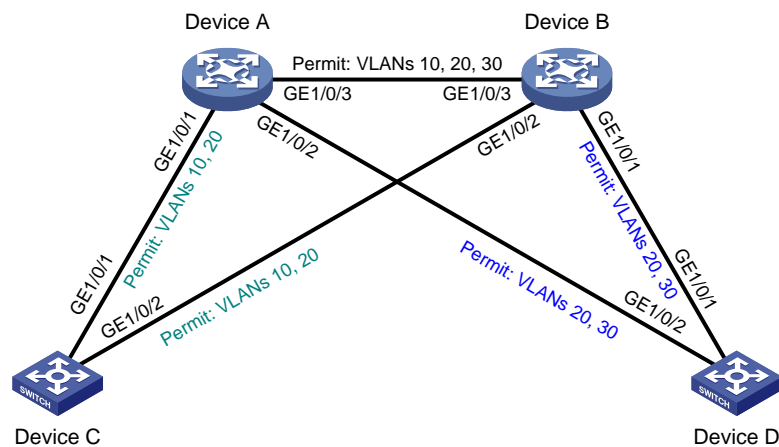 Device A
Device B
Permit: VLANs 10, 20, 30
GE1/0/3
GE1/0/3
GE1/0/1
GE1/0/2
GE1/0/2
GE1/0/1
Permit: VLANs 10, 20
Permit: VLANs 20, 30
GE1/0/1
Permit: VLANs 10, 20
Permit: VLANs 20, 30
GE1/0/1
GE1/0/2
GE1/0/2
SWITCH
SWITCH
Device C
Device D